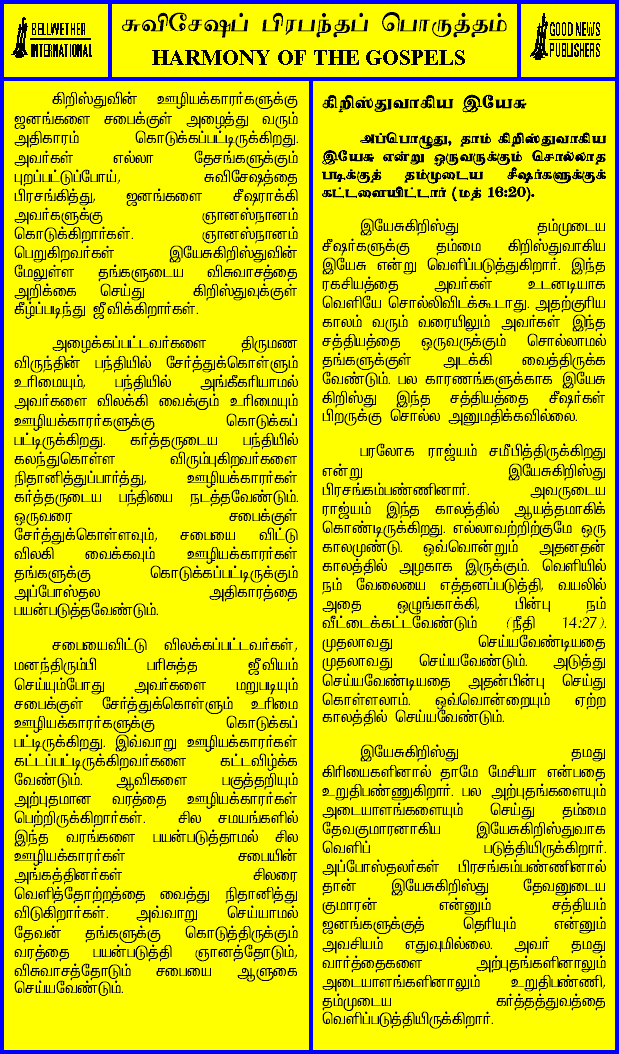 BELLWETHER
INTERNATIONAL
சுவிசேஷப் பிரபந்தப் பொருத்தம்
HARMONY OF THE GOSPELS
GOOD NEWS
PUBLISHERS
கிறிஸ்துவின் ஊழியக்காரர்களுக்கு
ஜனங்களை சபைக்குள் அழைத்து வரும்
அதிகாரம் கொடுக்கப்பட்டிருக்கிறது.
அவர்கள் எல்லா தேசங்களுக்கும்
புறப்பட்டுப்போய், சுவிசேஷத்தை
பிரசங்கித்து, ஜனங்களை சீஷராக்கி
அவர்களுக்கு ஞானஸ்நானம்
கொடுக்கிறார்கள். ஞானஸ்நானம்
பெறுகிறவர்கள் இயேசுகிறிஸ்துவின்
மேலுள்ள தங்களுடைய விசுவாசத்தை
அறிக்கை செய்து கிறிஸ்துவுக்குள்
கீழ்ப்படிந்து ஜீவிக்கிறார்கள்.
அழைக்கப்பட்டவர்களை திருமண
விருந்தின் பந்தியில் சேர்த்துக்கொள்ளும்
உரிமையும், பந்தியில் அங்கீகரியாமல்
அவர்களை விலக்கி வைக்கும் உரிமையும்
ஊழியக்காரர்களுக்கு கொடுக்கப்
பட்டிருக்கிறது. கர்த்தருடைய பந்தியில்
கலந்துகொள்ள விரும்புகிறவர்களை
நிதானித்துப்பார்த்து, ஊழியக்காரர்கள்
கர்த்தருடைய பந்தியை நடத்தவேண்டும்.
ஒருவரை சபைக்குள்
சேர்த்துக்கொள்ளவும், சபையை விட்டு
விலகி வைக்கவும் ஊழியக்காரர்கள்
தங்களுக்கு கொடுக்கப்பட்டிருக்கும்
அப்போஸ்தல அதிகாரத்தை
பயன்படுத்தவேண்டும்.
சபையைவிட்டு விலக்கப்பட்டவர்கள்,
மனந்திரும்பி பரிசுத்த ஜீவியம்
செய்யும்போது அவர்களை மறுபடியும்
சபைக்குள் சேர்த்துக்கொள்ளும் உரிமை
ஊழியக்காரர்களுக்கு கொடுக்கப்
பட்டிருக்கிறது. இவ்வாறு ஊழியக்காரர்கள்
கட்டப்பட்டிருக்கிறவர்களை கட்டவிழ்க்க
வேண்டும். ஆவிகளை பகுத்தறியும்
அற்புதமான வரத்தை ஊழியக்காரர்கள்
பெற்றிருக்கிறார்கள். சில சமயங்களில்
இந்த வரங்களை பயன்படுத்தாமல் சில
ஊழியக்காரர்கள் சபையின்
அங்கத்தினர்கள் சிலரை
வெளித்தோற்றத்தை வைத்து நிதானித்து
விடுகிறார்கள். அவ்வாறு செய்யாமல்
தேவன் தங்களுக்கு கொடுத்திருக்கும்
வரத்தை பயன்படுத்தி ஞானத்தோடும்,
விசுவாசத்தோடும் சபையை ஆளுகை
செய்யவேண்டும்.
கிறிஸ்துவாகிய இயேசு
அப்பொழுது, தாம் கிறிஸ்துவாகிய
இயேசு என்று ஒருவருக்கும் சொல்லாத
படிக்குத் தம்முடைய சீஷர்களுக்குக்
கட்டளையிட்டார் (மத் 16:20).
இயேசுகிறிஸ்து தம்முடைய
சீஷர்களுக்கு தம்மை கிறிஸ்துவாகிய
இயேசு என்று வெளிப்படுத்துகிறார். இந்த
ரகசியத்தை அவர்கள் உடனடியாக
வெளியே சொல்லிவிடக்கூடாது. அதற்குரிய
காலம் வரும் வரையிலும் அவர்கள் இந்த
சத்தியத்தை ஒருவருக்கும் சொல்லாமல்
தங்களுக்குள் அடக்கி வைத்திருக்க
வேண்டும். பல காரணங்களுக்காக இயேசு
கிறிஸ்து இந்த சத்தியத்தை சீஷர்கள்
பிறருக்கு சொல்ல அனுமதிக்கவில்லை.
பரலோக ராஜ்யம் சமீபித்திருக்கிறது
என்று இயேசுகிறிஸ்து
பிரசங்கம்பண்ணினார். அவருடைய
ராஜ்யம் இந்த காலத்தில் ஆயத்தமாகிக்
கொண்டிருக்கிறது. எல்லாவற்றிற்குமே ஒரு
காலமுண்டு. ஒவ்வொன்றும் அதனதன்
காலத்தில் அழகாக இருக்கும். வெளியில்
நம் வேலையை எத்தனப்படுத்தி, வயலில்
அதை ஒழுங்காக்கி, பின்பு நம்
வீட்டைக்கட்டவேண்டும் (நீதி 14:27).
முதலாவது செய்யவேண்டியதை
முதலாவது செய்யவேண்டும். அடுத்து
செய்யவேண்டியதை அதன்பின்பு செய்து
கொள்ளலாம். ஒவ்வொன்றையும் ஏற்ற
காலத்தில் செய்யவேண்டும்.
இயேசுகிறிஸ்து தமது
கிரியைகளினால் தாமே மேசியா என்பதை
உறுதிபண்ணுகிறார். பல அற்புதங்களையும்
அடையாளங்களையும் செய்து தம்மை
தேவகுமாரனாகிய இயேசுகிறிஸ்துவாக
வெளிப் படுத்தியிருக்கிறார்.
அப்போஸ்தலர்கள் பிரசங்கம்பண்ணினால்
தான் இயேசுகிறிஸ்து தேவனுடைய
குமாரன் என்னும் சத்தியம்
ஜனங்களுக்குத் தெரியும் என்னும்
அவசியம் எதுவுமில்லை. அவர் தமது
வார்த்தைகளை அற்புதங்களினாலும்
அடையாளங்களினாலும் உறுதிபண்ணி,
தம்முடைய கர்த்தத்துவத்தை
வெளிப்படுத்தியிருக்கிறார்.